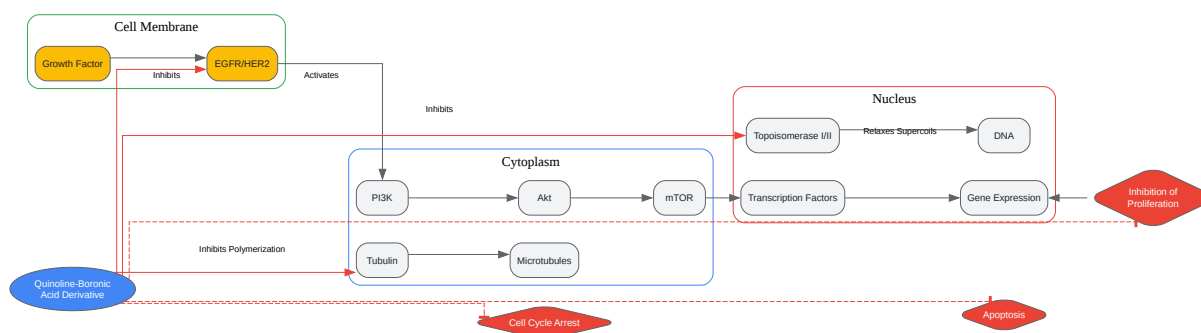 Cell Membrane
Growth Factor
EGFR/HER2
Inhibits
Activates
Inhibits
Nucleus
Topoisomerase I/II
Relaxes Supercoils
DNA
Cytoplasm
PI3K
Akt
mTOR
Transcription Factors
Gene Expression
Inhibition of
Proliferation
Inhibits Polymerization
Tubulin
Microtubules
Quinoline-Boronic
Acid Derivative
Cell Cycle Arrest
Apoptosis